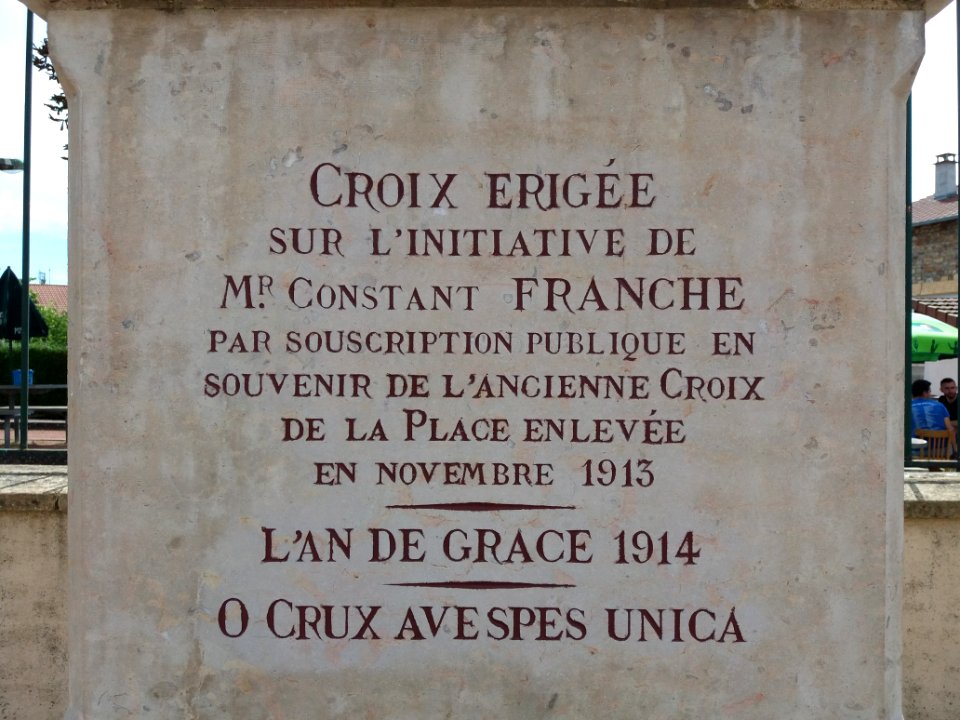 CROIX ERIGÉE
SUR L'INITIATIVE DE
MR. CONSTANT FRANCHE
PAR SOUSCRIPTION PUBLIQUE EN
SOUVENIR DE L'ANCIENNE CROIX
DE LA PLACE ENLEVÉE
EN NOVEMBRE 1913
L'AN DE GRACE 1914
O CRUX AVE SPES UNICA